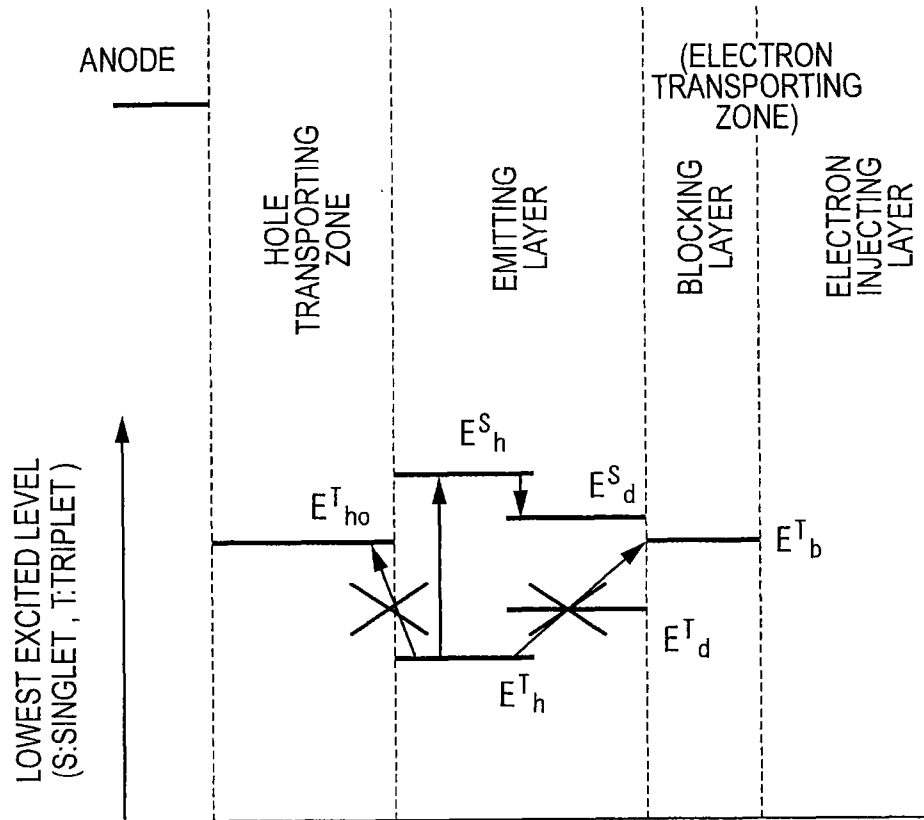 ANODE
(ELECTRON
TRANSPORTING
ZONE)
HOLE
TRANSPORTING
ZONE
EMITTING
LAYER
BLOCKING
LAYER
ELECTRON
INJECTING
LAYER
LOWEST EXCITED LEVEL
(S:SINGLET, T:TRIPLET)
E^S_h
E^S_d
E^T_ho
E^T_b
E^T_d
E^T_h